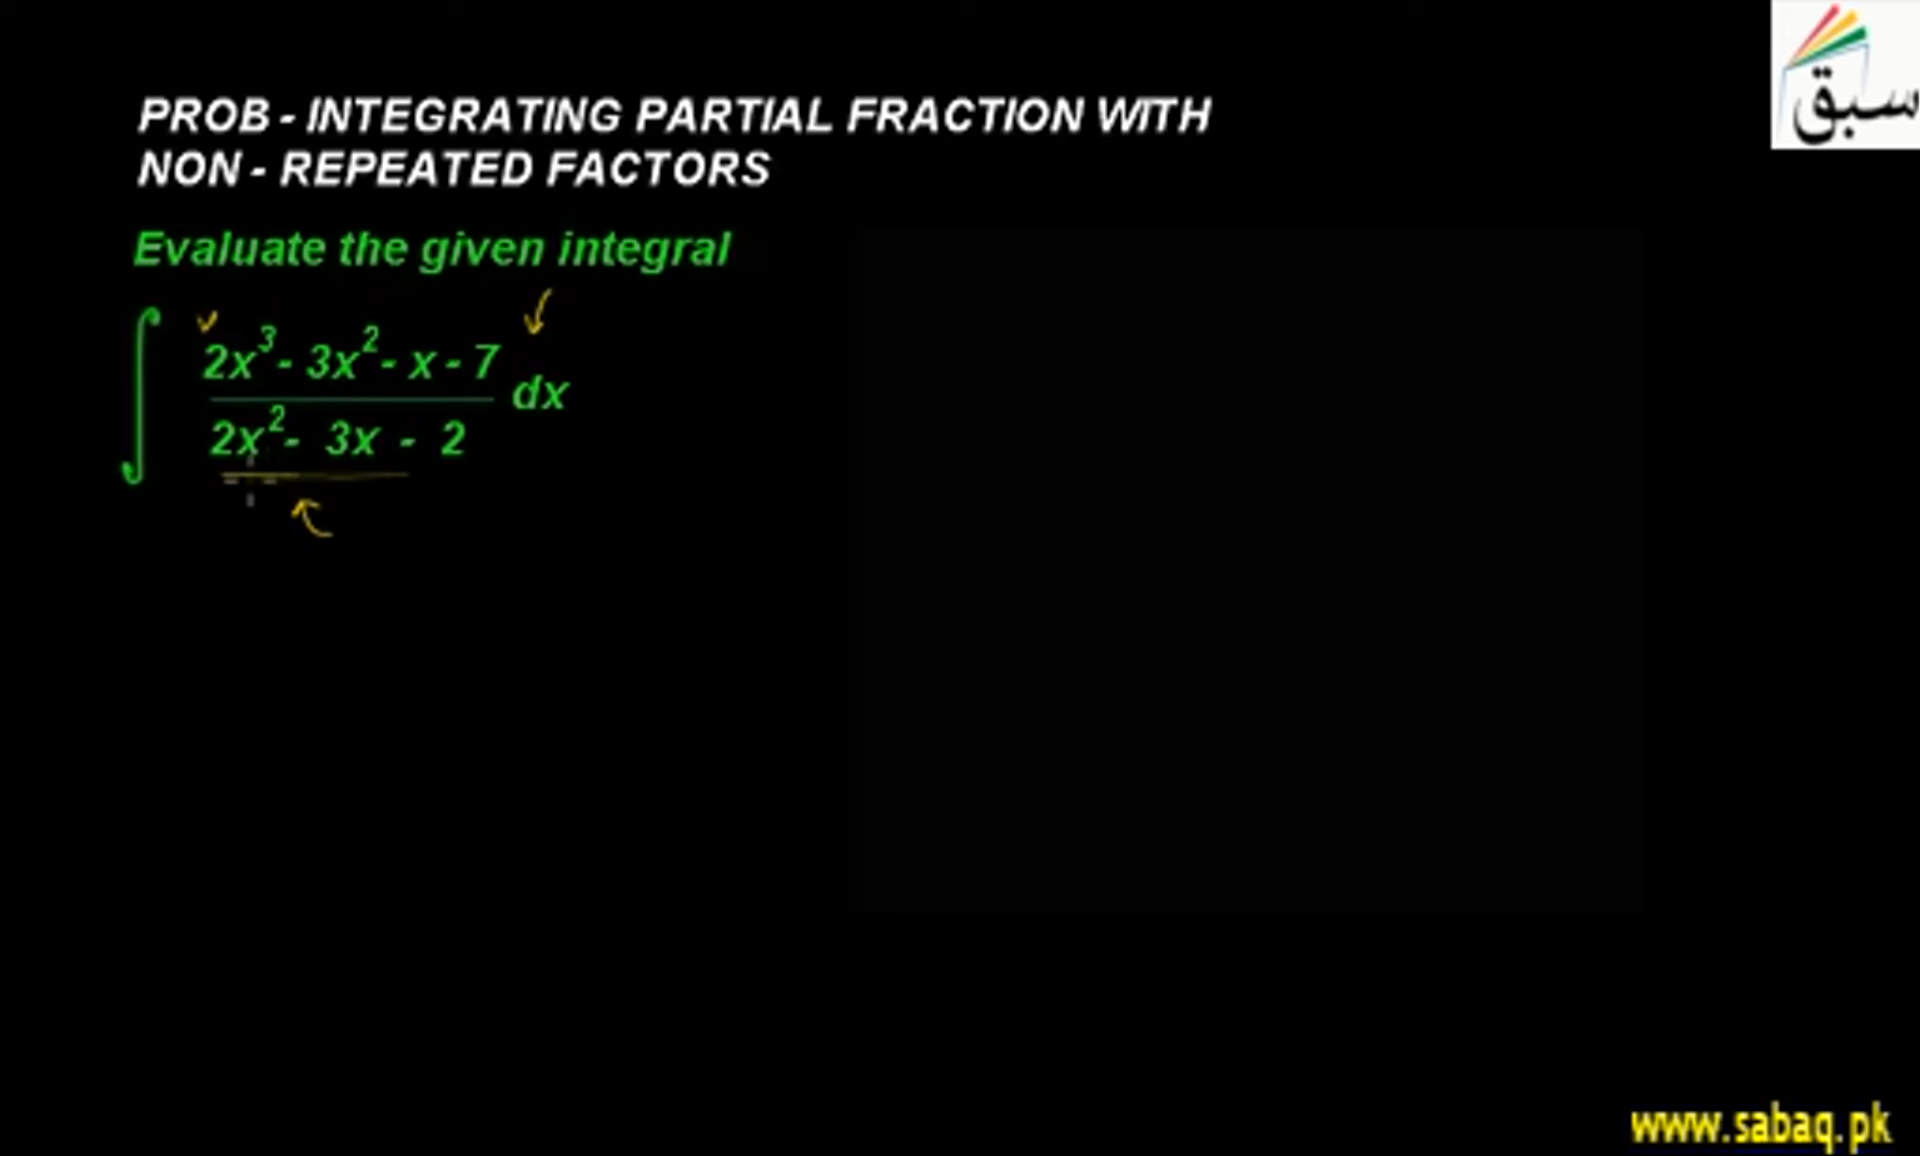 سبق
PROB - INTEGRATING PARTIAL FRACTION WITH
NON - REPEATED FACTORS
Evaluate the given integral
∫ (2x³ - 3x² - x - 7) / (2x² - 3x - 2) dx
www.sabaq.pk